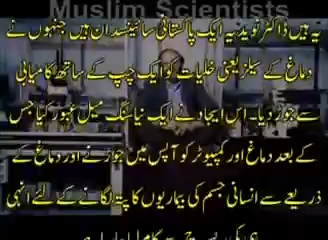 Muslim Scientists
یہ ہیں ڈاکٹر نوید یہ ایک پاکستانی سائنسدان ہیں جنہوں نے
دماغ کے سیلز یعنی خلیات کو ایک چپ کے ساتھ کامیابی
سے جوڑ دیا۔ اس ایجاد نے ایک نیا سنگ میل عبور کیا جس
کے بعد دماغ اور کمپیوٹر کو آپس میں جوڑنے اور دماغ کے
ذریعے سے انسانی جسم کی بیماریوں کا پتہ لگانے کے لئے انہی